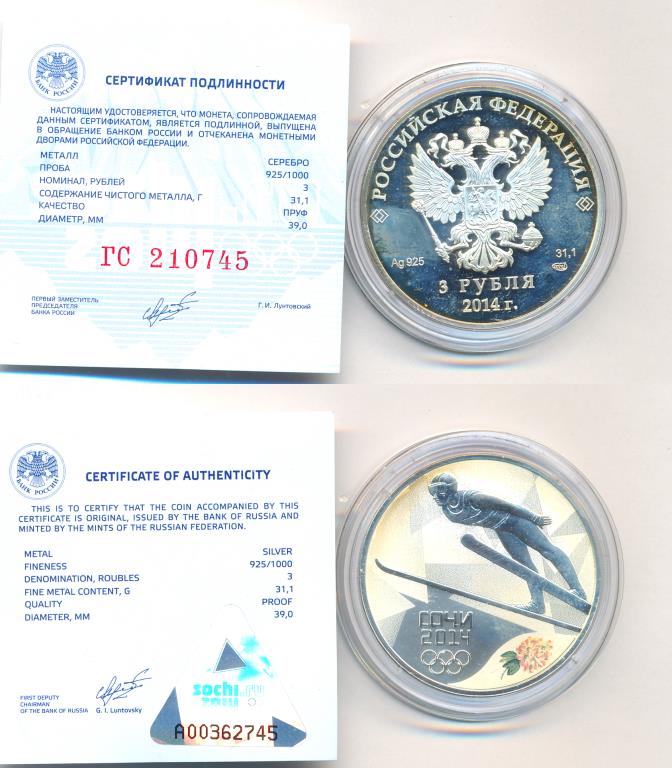 БАНК РОССИИ
СЕРТИФИКАТ ПОДЛИННОСТИ
НАСТОЯЩИМ УДОСТОВЕРЯЕТСЯ, ЧТО МОНЕТА, СОПРОВОЖДАЕМАЯ
ДАННЫМ СЕРТИФИКАТОМ, ЯВЛЯЕТСЯ ПОДЛИННОЙ, ВЫПУЩЕНА
В ОБРАЩЕНИЕ БАНКОМ РОССИИ И ОТЧЕКАНЕНА МОНЕТНЫМИ
ДВОРАМИ РОССИЙСКОЙ ФЕДЕРАЦИИ.
МЕТАЛЛ СЕРЕБРО
ПРОБА 925/1000
НОМИНАЛ, РУБЛЕЙ 3
СОДЕРЖАНИЕ ЧИСТОГО МЕТАЛЛА, Г 31,1
КАЧЕСТВО ПРУФ
ДИАМЕТР, ММ 39,0
ГС 210745
ПЕРВЫЙ ЗАМЕСТИТЕЛЬ
ПРЕДСЕДАТЕЛЯ
БАНКА РОССИИ
Г. И. Лунтовский
РОССИЙСКАЯ ФЕДЕРАЦИЯ
Ag 925
31,1
3 РУБЛЯ
2014 г.
БАНК РОССИИ
CERTIFICATE OF AUTHENTICITY
THIS IS TO CERTIFY THAT THE COIN ACCOMPANIED BY THIS
CERTIFICATE IS ORIGINAL, ISSUED BY THE BANK OF RUSSIA AND
MINTED BY THE MINTS OF THE RUSSIAN FEDERATION.
METAL SILVER
FINENESS 925/1000
DENOMINATION, ROUBLES 3
FINE METAL CONTENT, G 31,1
QUALITY PROOF
DIAMETER, MM 39,0
sochi.ru
2014
A00362745
FIRST DEPUTY
CHAIRMAN
OF THE BANK OF RUSSIA
G. I. Luntovsky
СОЧИ
2014